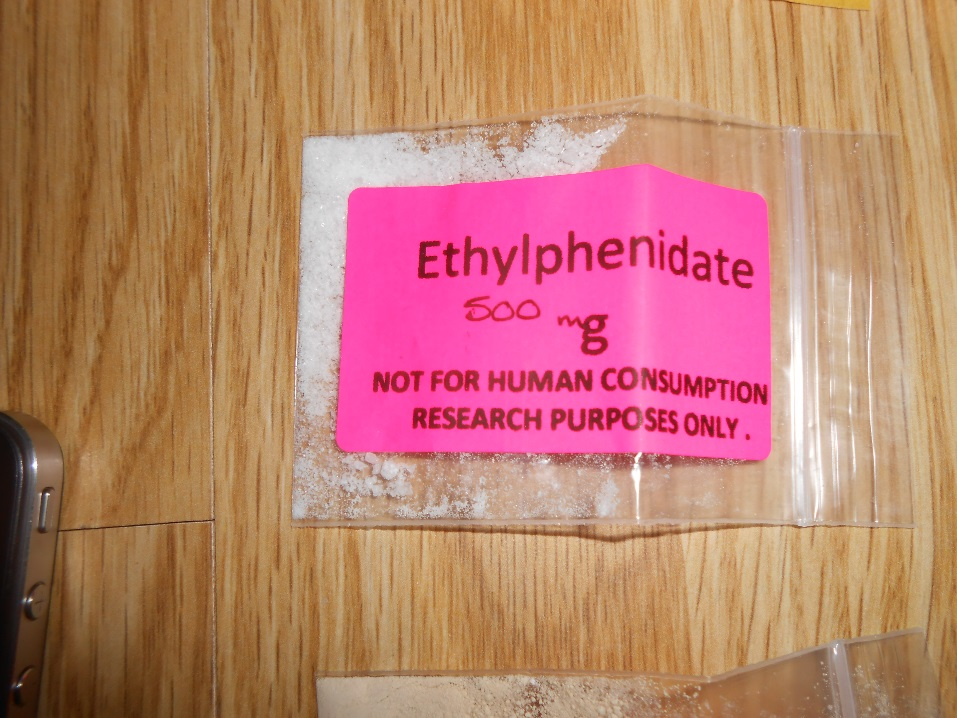 Ethylphenidate
500 mg
NOT FOR HUMAN CONSUMPTION
RESEARCH PURPOSES ONLY .